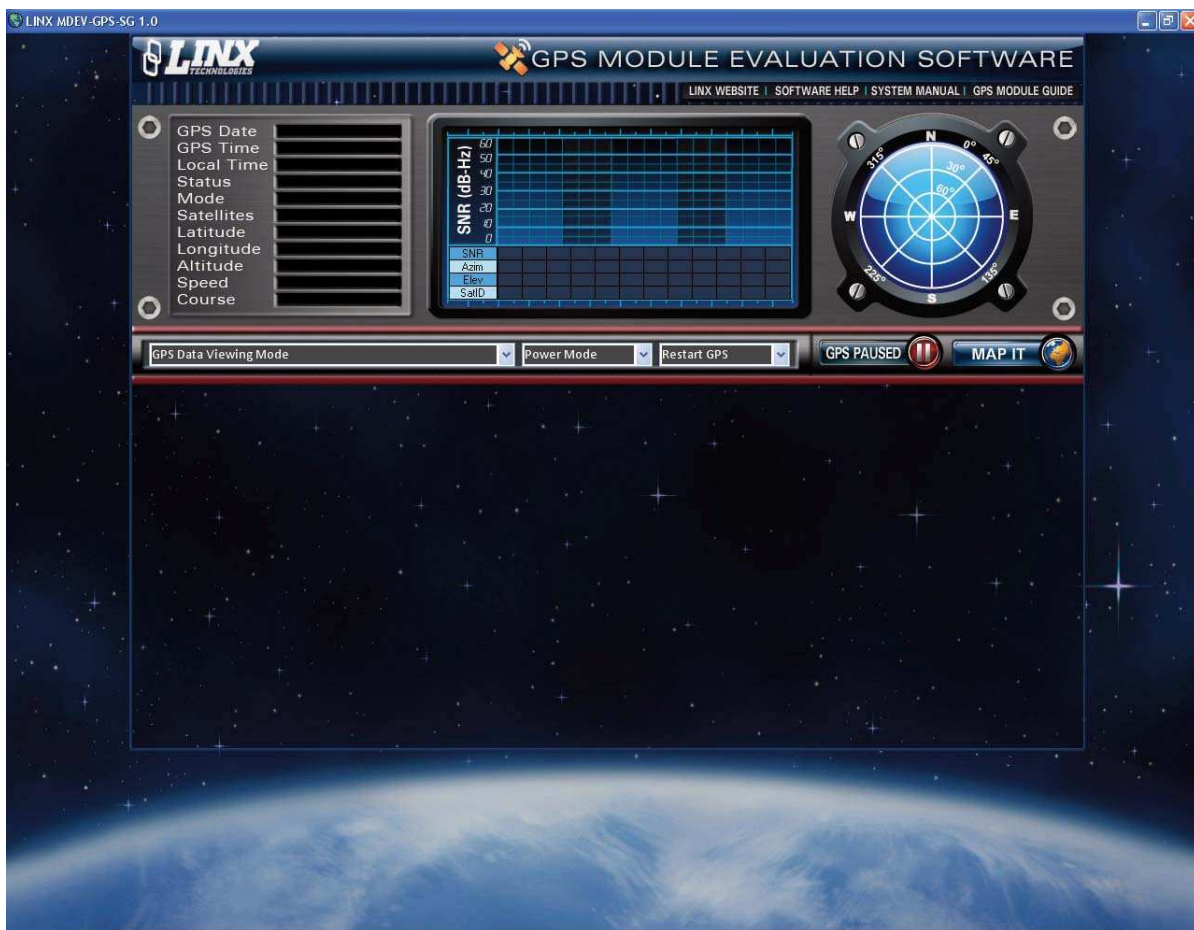 LINX MDEV-GPS-SG 1.0
LINX
TECHNOLOGIES
GPS MODULE EVALUATION SOFTWARE
LINX WEBSITE | SOFTWARE HELP | SYSTEM MANUAL | GPS MODULE GUIDE
GPS Date
GPS Time
Local Time
Status
Mode
Satellites
Latitude
Longitude
Altitude
Speed
Course
SNR (dB-Hz)
60
50
40
30
20
10
0
SNR
Azim
Elev
SatID
N
0°
45°
315°
30°
60°
W
E
225°
135°
S
GPS Data Viewing Mode
Power Mode
Restart GPS
GPS PAUSED
MAP IT